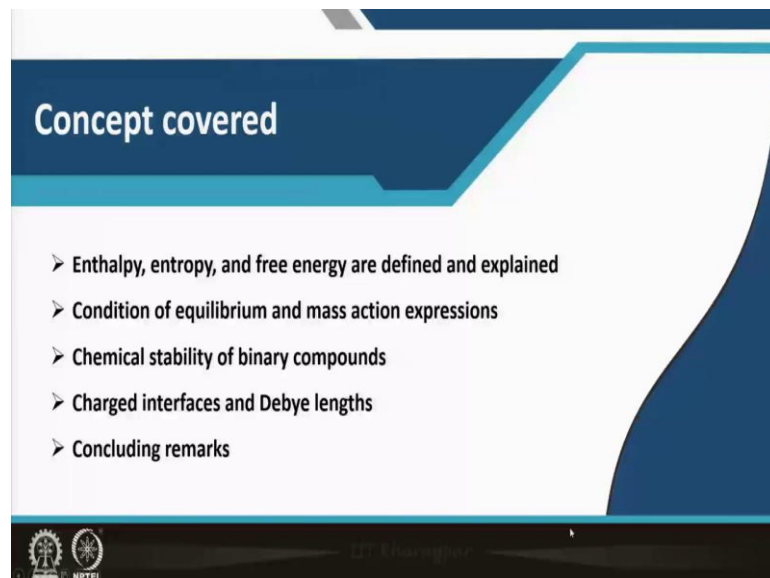 Concept covered
➢ Enthalpy, entropy, and free energy are defined and explained
➢ Condition of equilibrium and mass action expressions
➢ Chemical stability of binary compounds
➢ Charged interfaces and Debye lengths
➢ Concluding remarks
IIT Kharagpur
NPTEL